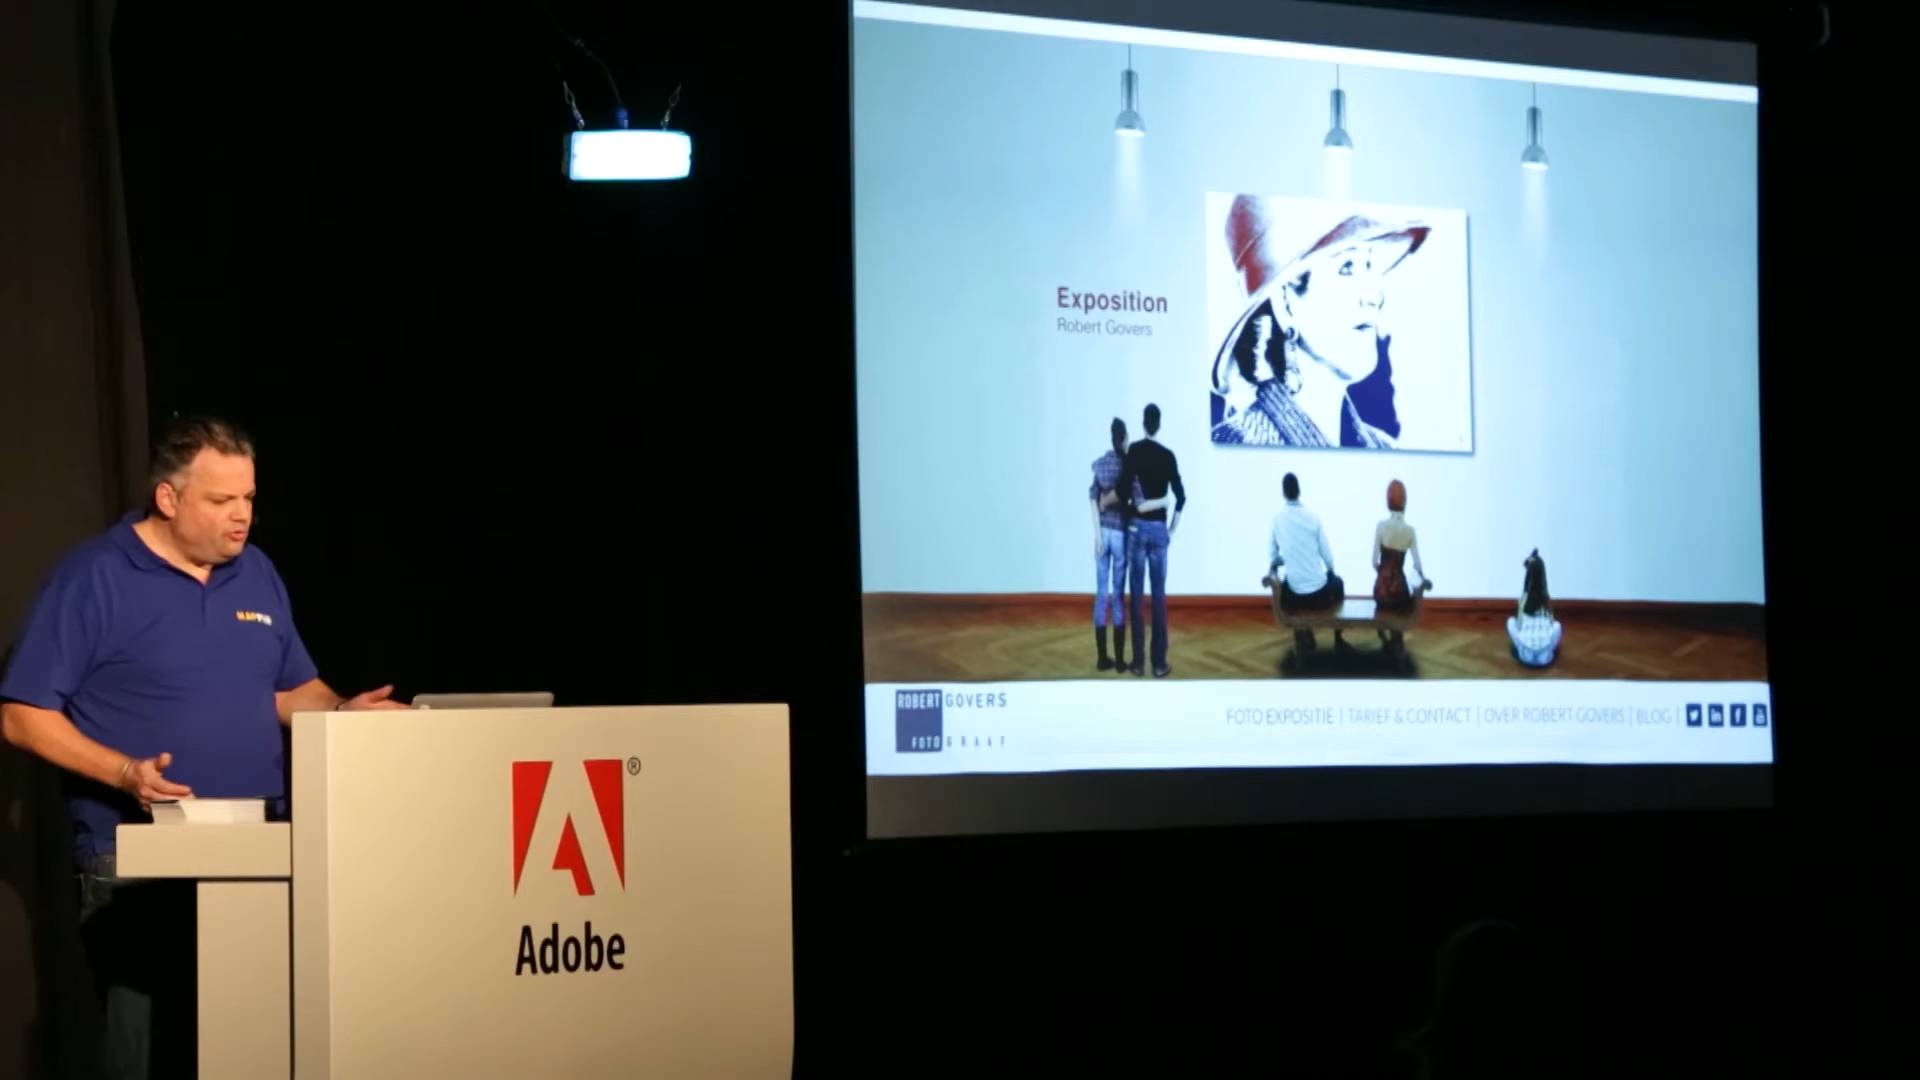 Exposition
Robert Govers
ROBERT GOVERS
FOTOGRAAF
FOTO EXPOSITIE | TARIEF & CONTACT | OVER ROBERT GOVERS | BLOG |
®
Adobe